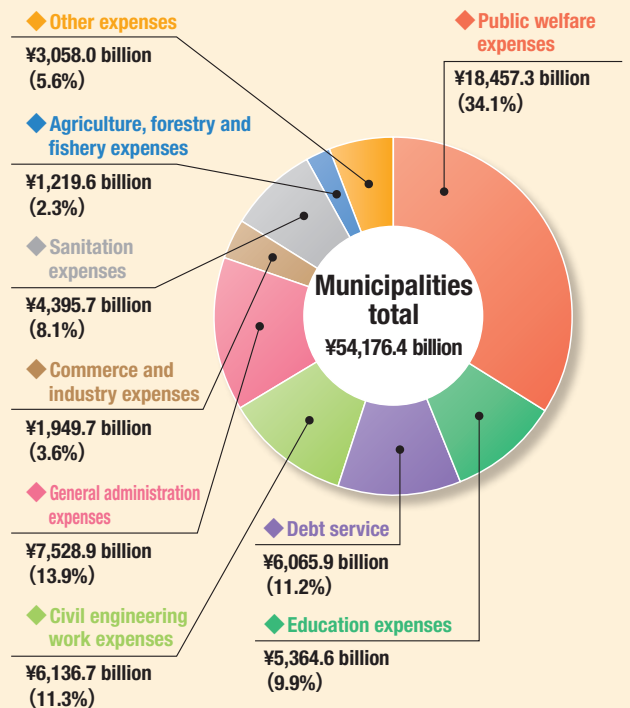 ◆Other expenses
¥3,058.0 billion
(5.6%)
◆Agriculture, forestry and
fishery expenses
¥1,219.6 billion
(2.3%)
◆Sanitation
expenses
¥4,395.7 billion
(8.1%)
◆Commerce and
industry expenses
¥1,949.7 billion
(3.6%)
◆General administration
expenses
¥7,528.9 billion
(13.9%)
◆Civil engineering
work expenses
¥6,136.7 billion
(11.3%)
◆Public welfare
expenses
¥18,457.3 billion
(34.1%)
Municipalities
total
¥54,176.4 billion
◆Debt service
¥6,065.9 billion
(11.2%)
◆Education expenses
¥5,364.6 billion
(9.9%)